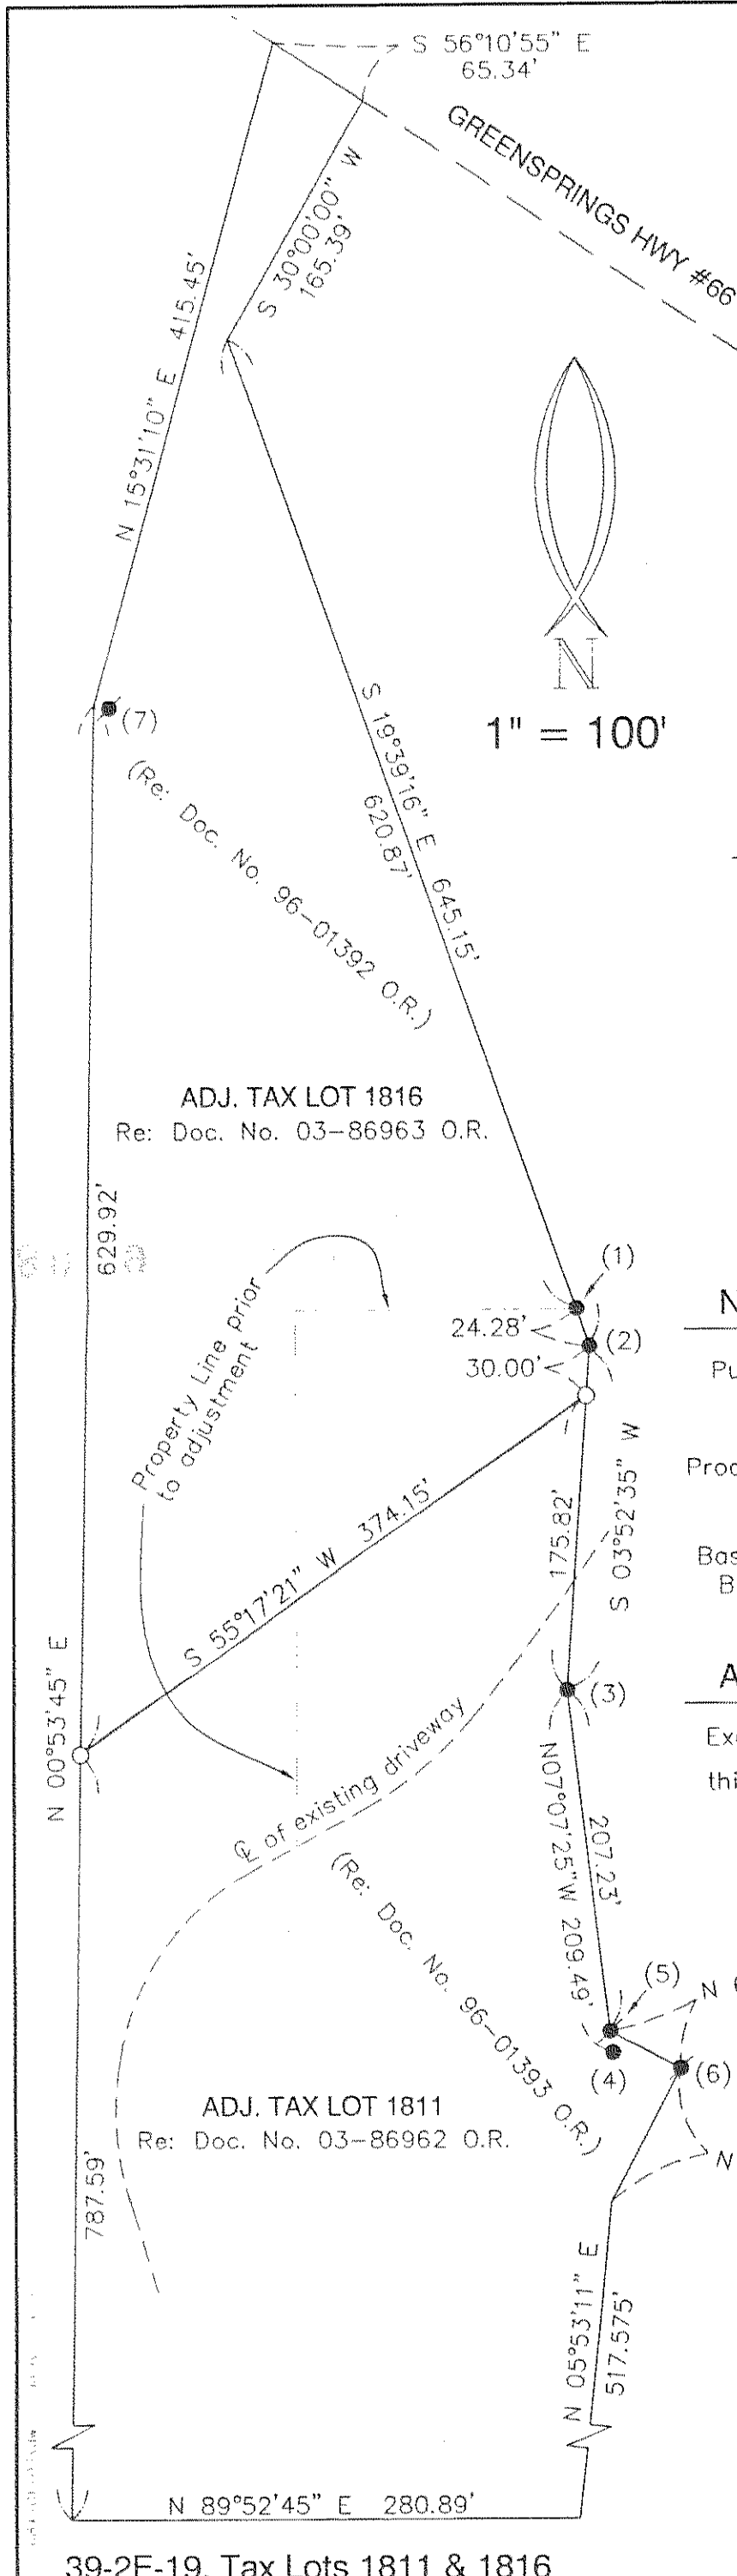 S 56°10'55" E
65.34'
GREENSPRINGS HWY #66
S 30°00'00" W
165.39'
N 15°31'10" E 415.45'
N
1" = 100'
(7)
(Re: Doc. No. 96-01392 O.R.)
S 19°39'16" E 645.15'
620.87'
ADJ. TAX LOT 1816
Re: Doc. No. 03-86963 O.R.
629.92'
Property Line prior
to adjustment
(1)
24.28'
(2)
30.00'
N
Pu
S 55°17'21" W 374.15'
175.82'
S 03°52'35" W
Proc
Bas
B
N 00°53'45" E
(3)
A
Exc
thi
℄ of existing driveway
N07°07'25"W 209.49'
207.23'
(Re: Doc. No. 96-01393 O.R.)
(5)
N 6
(4)
(6)
N
ADJ. TAX LOT 1811
Re: Doc. No. 03-86962 O.R.
787.59'
N 05°53'11" E
517.575'
N 89°52'45" E 280.89'
39-2E-19, Tax Lots 1811 & 1816